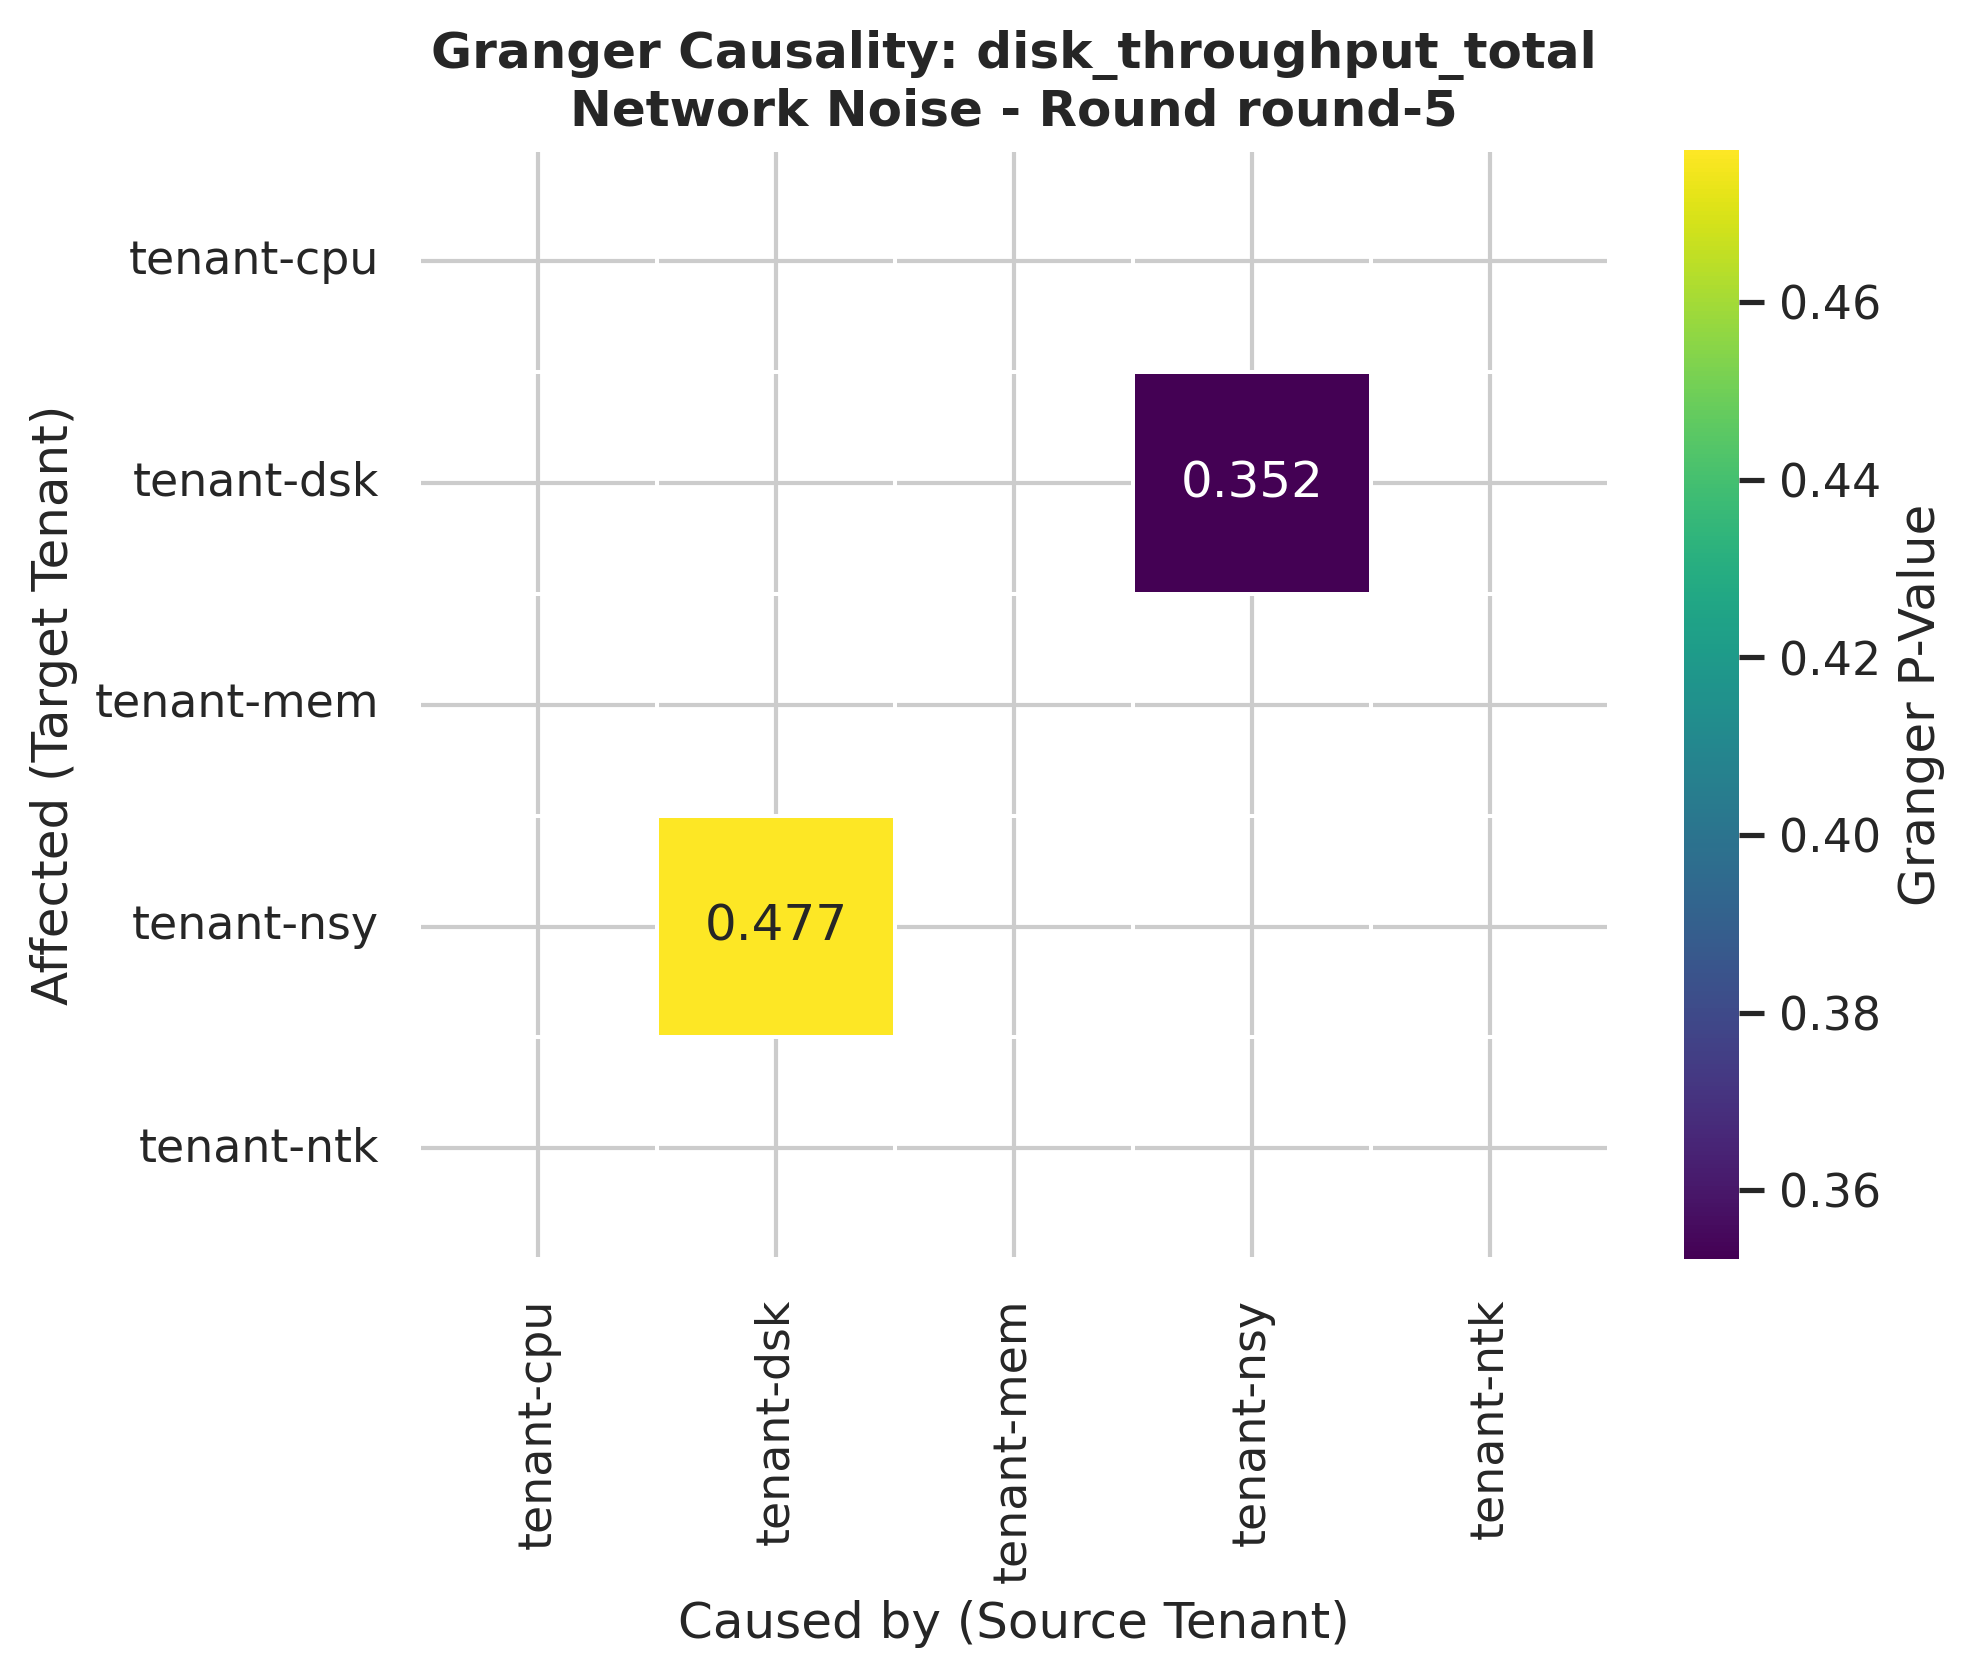 Granger Causality: disk_throughput_total
Network Noise - Round round-5
Affected (Target Tenant)
tenant-cpu
tenant-dsk
tenant-mem
tenant-nsy
tenant-ntk
0.352
0.477
tenant-cpu
tenant-dsk
tenant-mem
tenant-nsy
tenant-ntk
Caused by (Source Tenant)
0.46
0.44
0.42
0.40
0.38
0.36
Granger P-Value